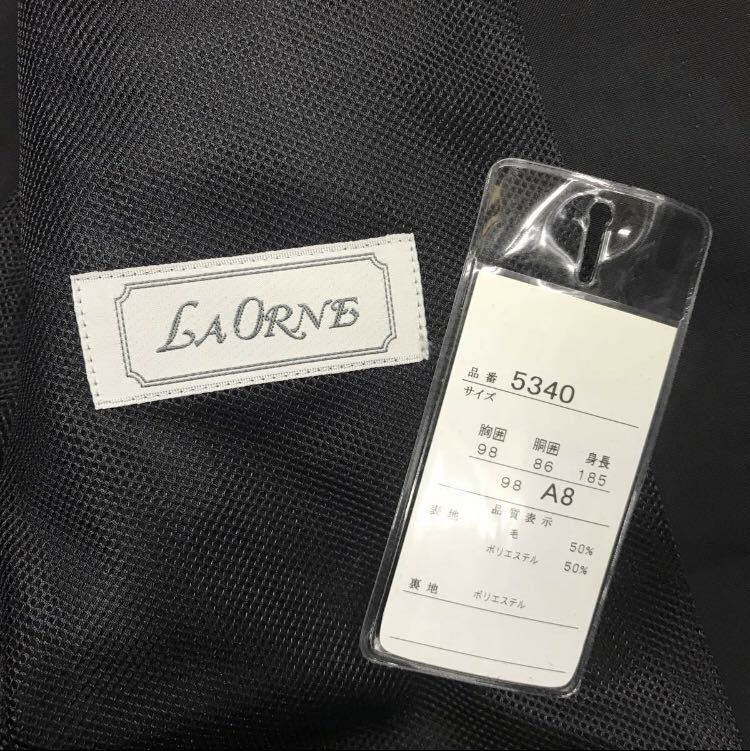 LA ORNE
品番 5340
サイズ
胸囲 胴囲 身長
98 86 185
98 A8
表地 品質表示
毛 50%
ポリエステル 50%
裏地 ポリエステル